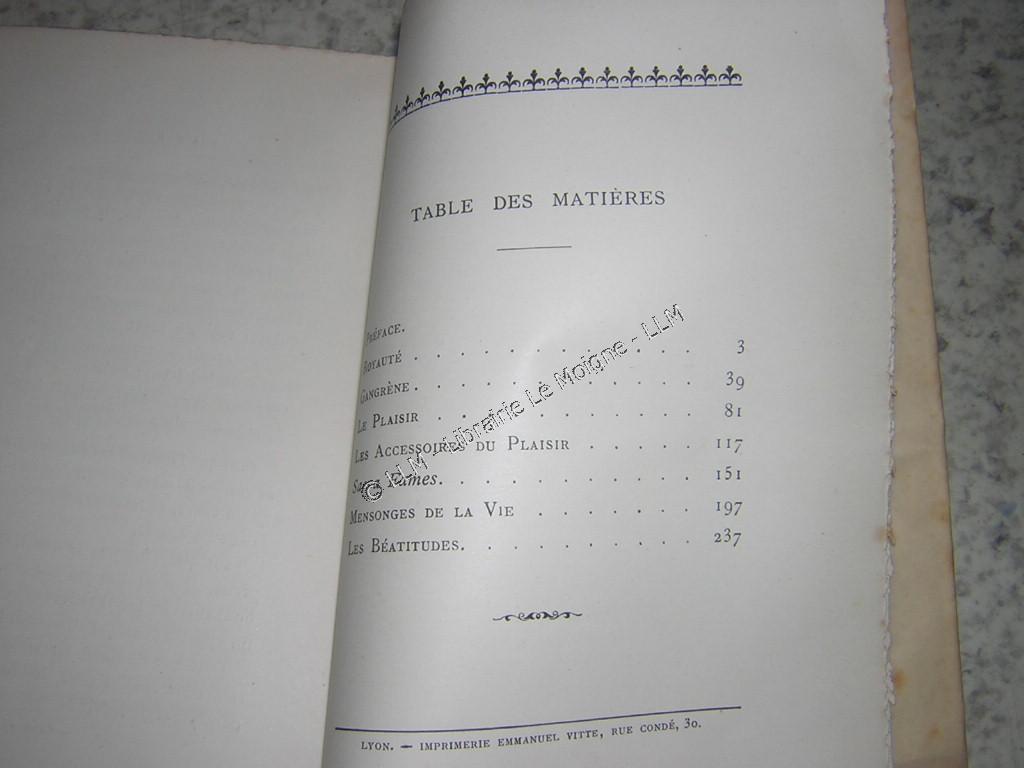 TABLE DES MATIÈRES
PRÉFACE.
ROYAUTÉ . . . . . . . . . . . . 3
GANGRÈNE . . . . . . . . . . . . 39
LE PLAISIR . . . . . . . . . . . 81
LES ACCESSOIRES DU PLAISIR . . . . . 117
Fames. . . . . . . . . . . 151
MENSONGES DE LA VIE . . . . . . . 197
LES BÉATITUDES. . . . . . . . . . 237
© LLM - Librairie Le Moigne - LLM
LYON. — IMPRIMERIE EMMANUEL VITTE, RUE CONDÉ, 30.